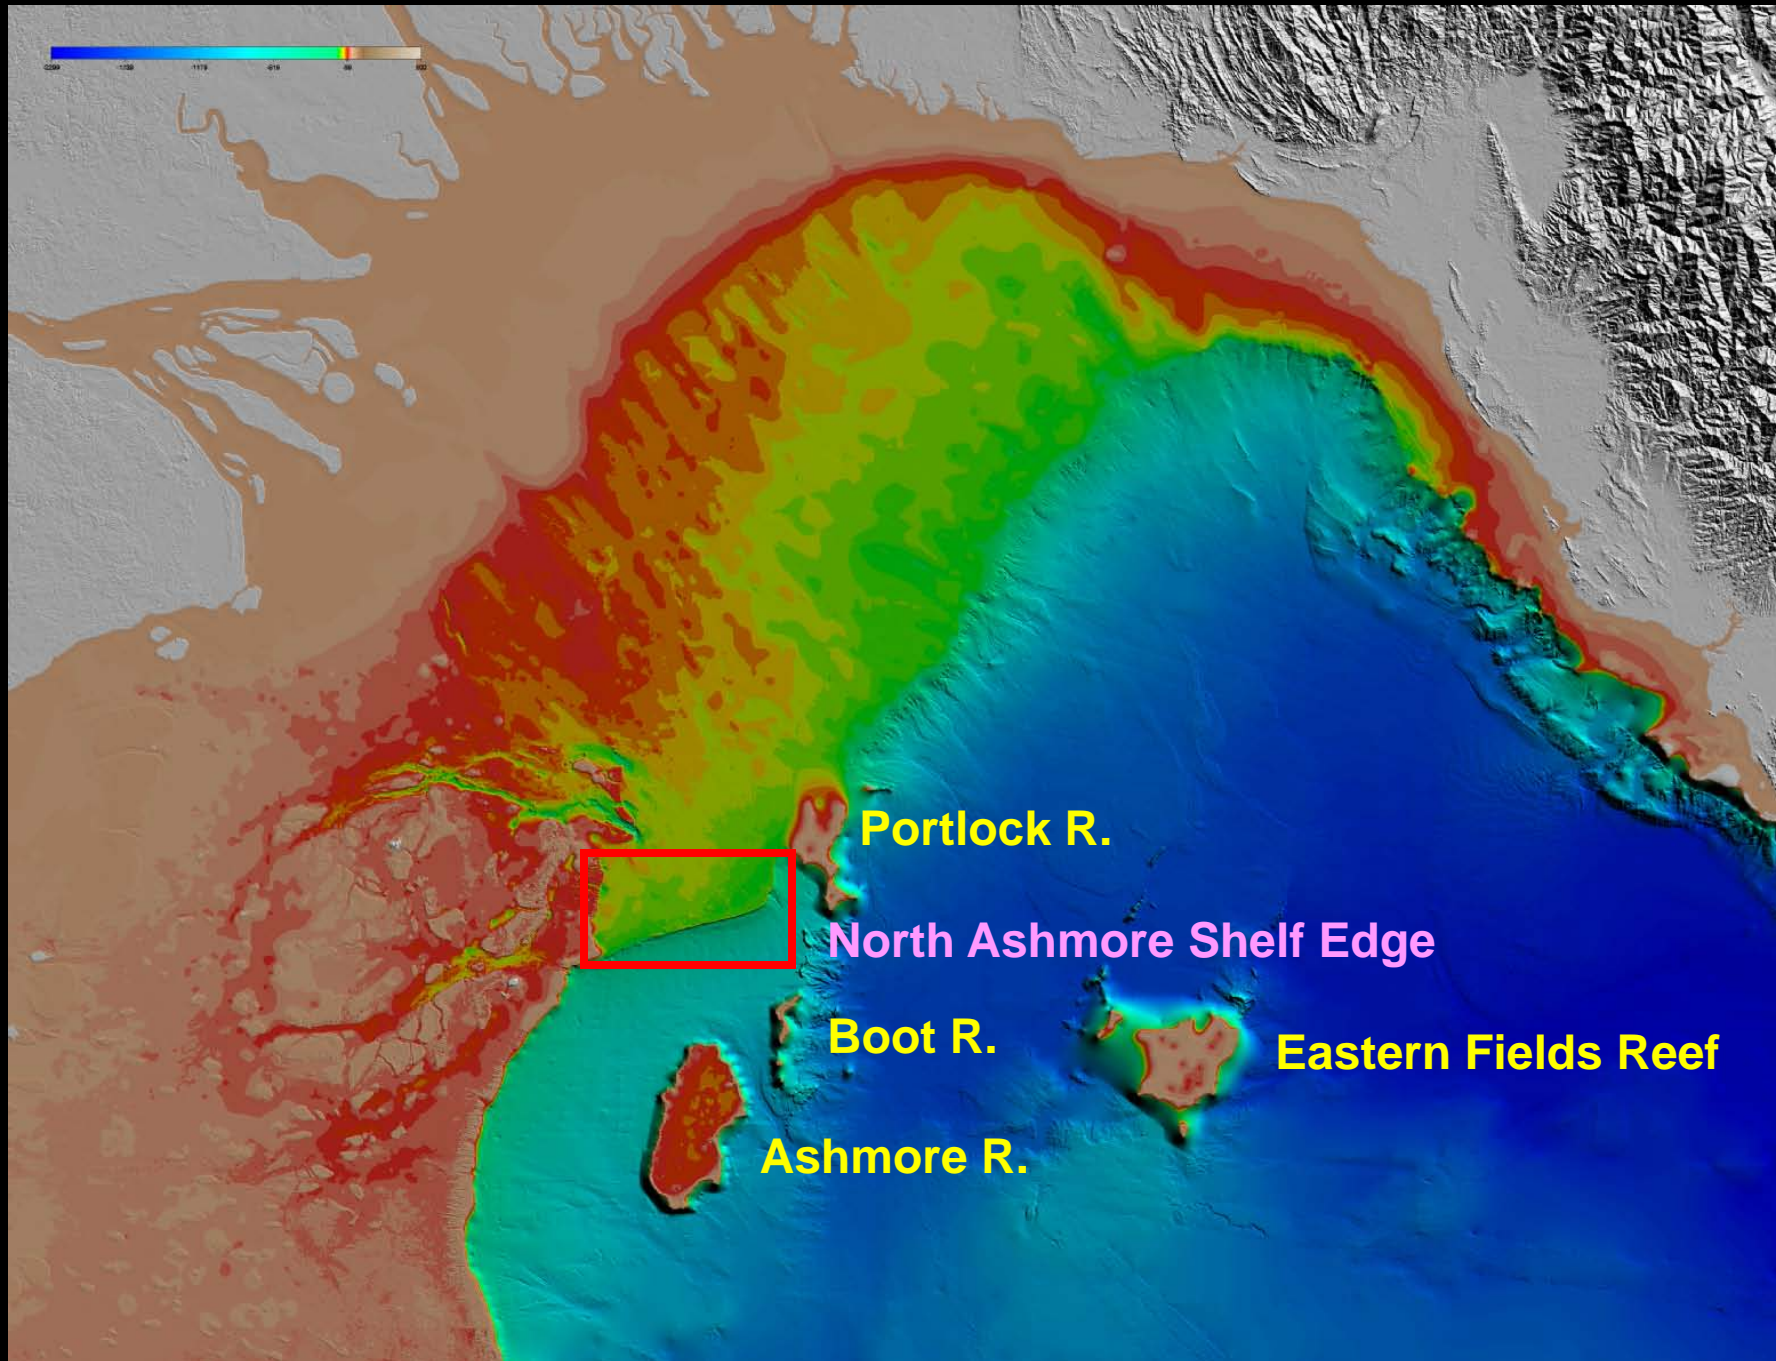 Portlock R.
North Ashmore Shelf Edge
Boot R.
Eastern Fields Reef
Ashmore R.